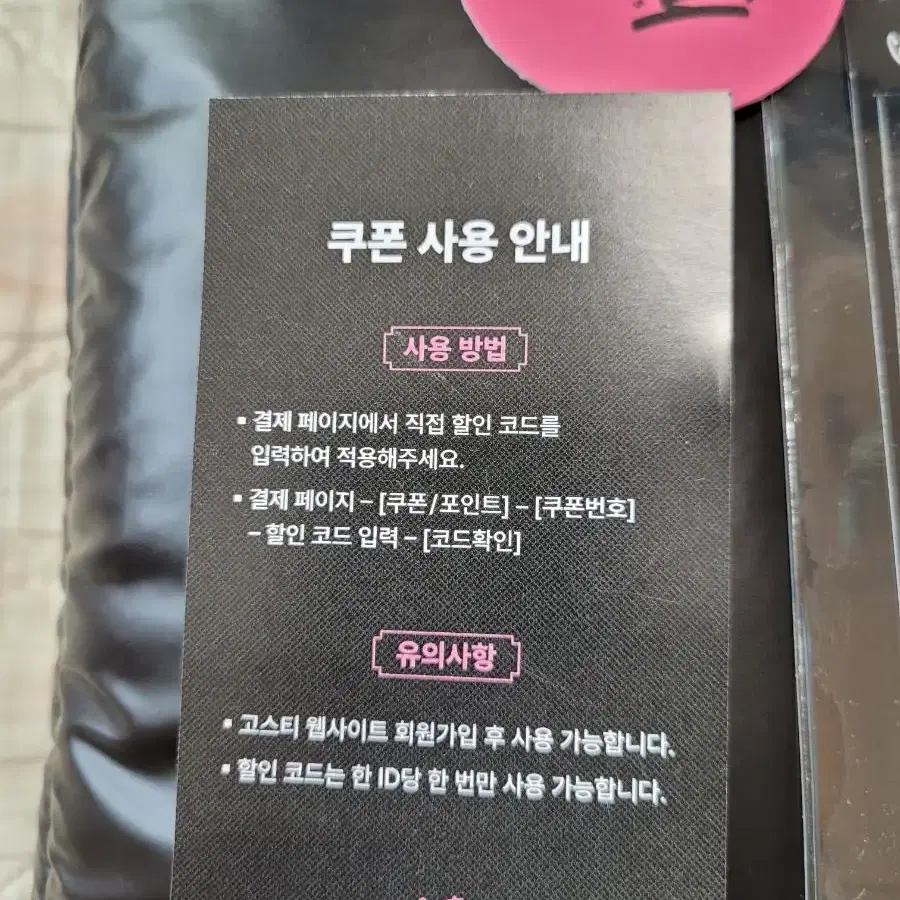 쿠폰 사용 안내
사용 방법
▪ 결제 페이지에서 직접 할인 코드를
입력하여 적용해주세요.
▪ 결제 페이지 – [쿠폰/포인트] – [쿠폰번호]
– 할인 코드 입력 – [코드확인]
유의사항
▪ 고스티 웹사이트 회원가입 후 사용 가능합니다.
▪ 할인 코드는 한 ID당 한 번만 사용 가능합니다.